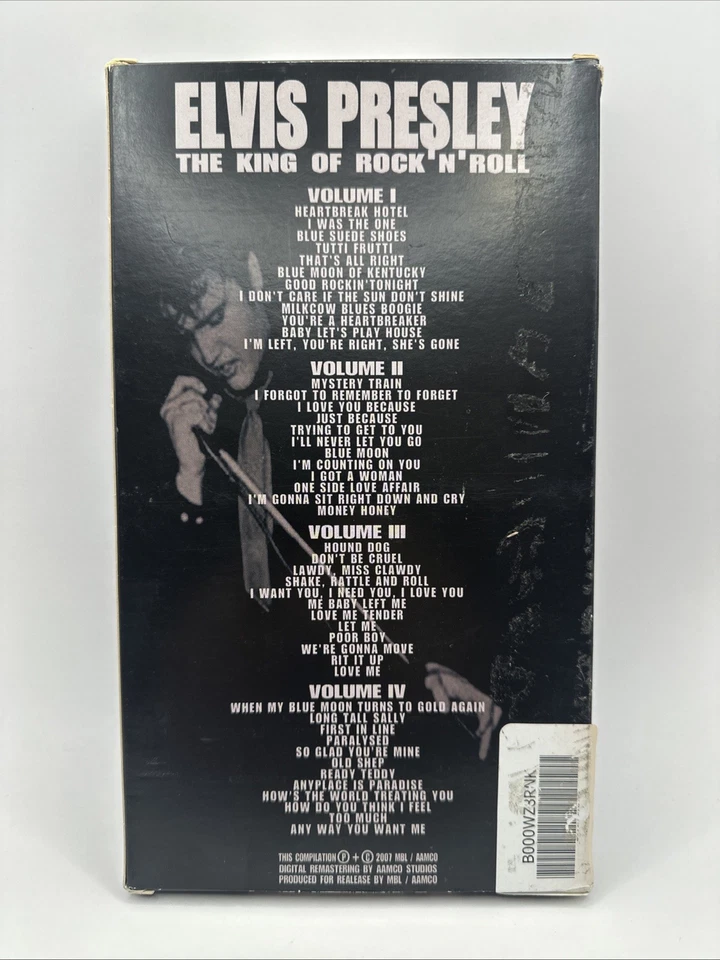 ELVIS PRESLEY
THE KING OF ROCK'N'ROLL
VOLUME I
HEARTBREAK HOTEL
I WAS THE ONE
BLUE SUEDE SHOES
TUTTI FRUTTI
THAT'S ALL RIGHT
BLUE MOON OF KENTUCKY
GOOD ROCKIN'TONIGHT
I DON'T CARE IF THE SUN DON'T SHINE
MILKCOW BLUES BOOGIE
YOU'RE A HEARTBREAKER
BABY LET'S PLAY HOUSE
I'M LEFT, YOU'RE RIGHT, SHE'S GONE
VOLUME II
MYSTERY TRAIN
I FORGOT TO REMEMBER TO FORGET
I LOVE YOU BECAUSE
JUST BECAUSE
TRYING TO GET TO YOU
I'LL NEVER LET YOU GO
BLUE MOON
I'M COUNTING ON YOU
I GOT A WOMAN
ONE SIDE LOVE AFFAIR
I'M GONNA SIT RIGHT DOWN AND CRY
MONEY HONEY
VOLUME III
HOUND DOG
DON'T BE CRUEL
LAWDY, MISS CLAWDY
SHAKE, RATTLE AND ROLL
I WANT YOU, I NEED YOU, I LOVE YOU
ME BABY LEFT ME
LOVE ME TENDER
LET ME
POOR BOY
WE'RE GONNA MOVE
RIT IT UP
LOVE ME
VOLUME IV
WHEN MY BLUE MOON TURNS TO GOLD AGAIN
LONG TALL SALLY
FIRST IN LINE
PARALYSED
SO GLAD YOU'RE MINE
OLD SHEP
READY TEDDY
ANYPLACE IS PARADISE
HOW'S THE WORLD TREATING YOU
HOW DO YOU THINK I FEEL
TOO MUCH
ANY WAY YOU WANT ME
THIS COMPILATION Ⓟ + © 2007 MBL / AAMCO
DIGITAL REMASTERING BY AAMCO STUDIOS
PRODUCED FOR REALEASE BY MBL / AAMCO
B000WZ3RNK